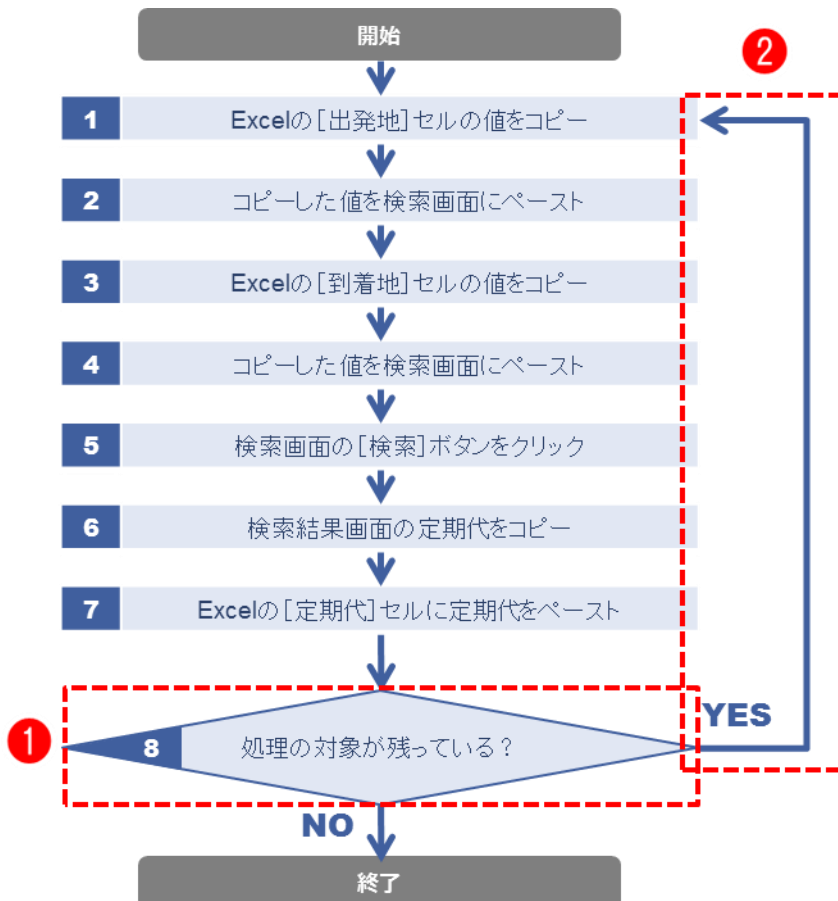 開始
❷
1 Excelの[出発地]セルの値をコピー
2 コピーした値を検索画面にペースト
3 Excelの[到着地]セルの値をコピー
4 コピーした値を検索画面にペースト
5 検索画面の[検索]ボタンをクリック
6 検索結果画面の定期代をコピー
7 Excelの[定期代]セルに定期代をペースト
YES
❶ 8 処理の対象が残っている？
NO
終了